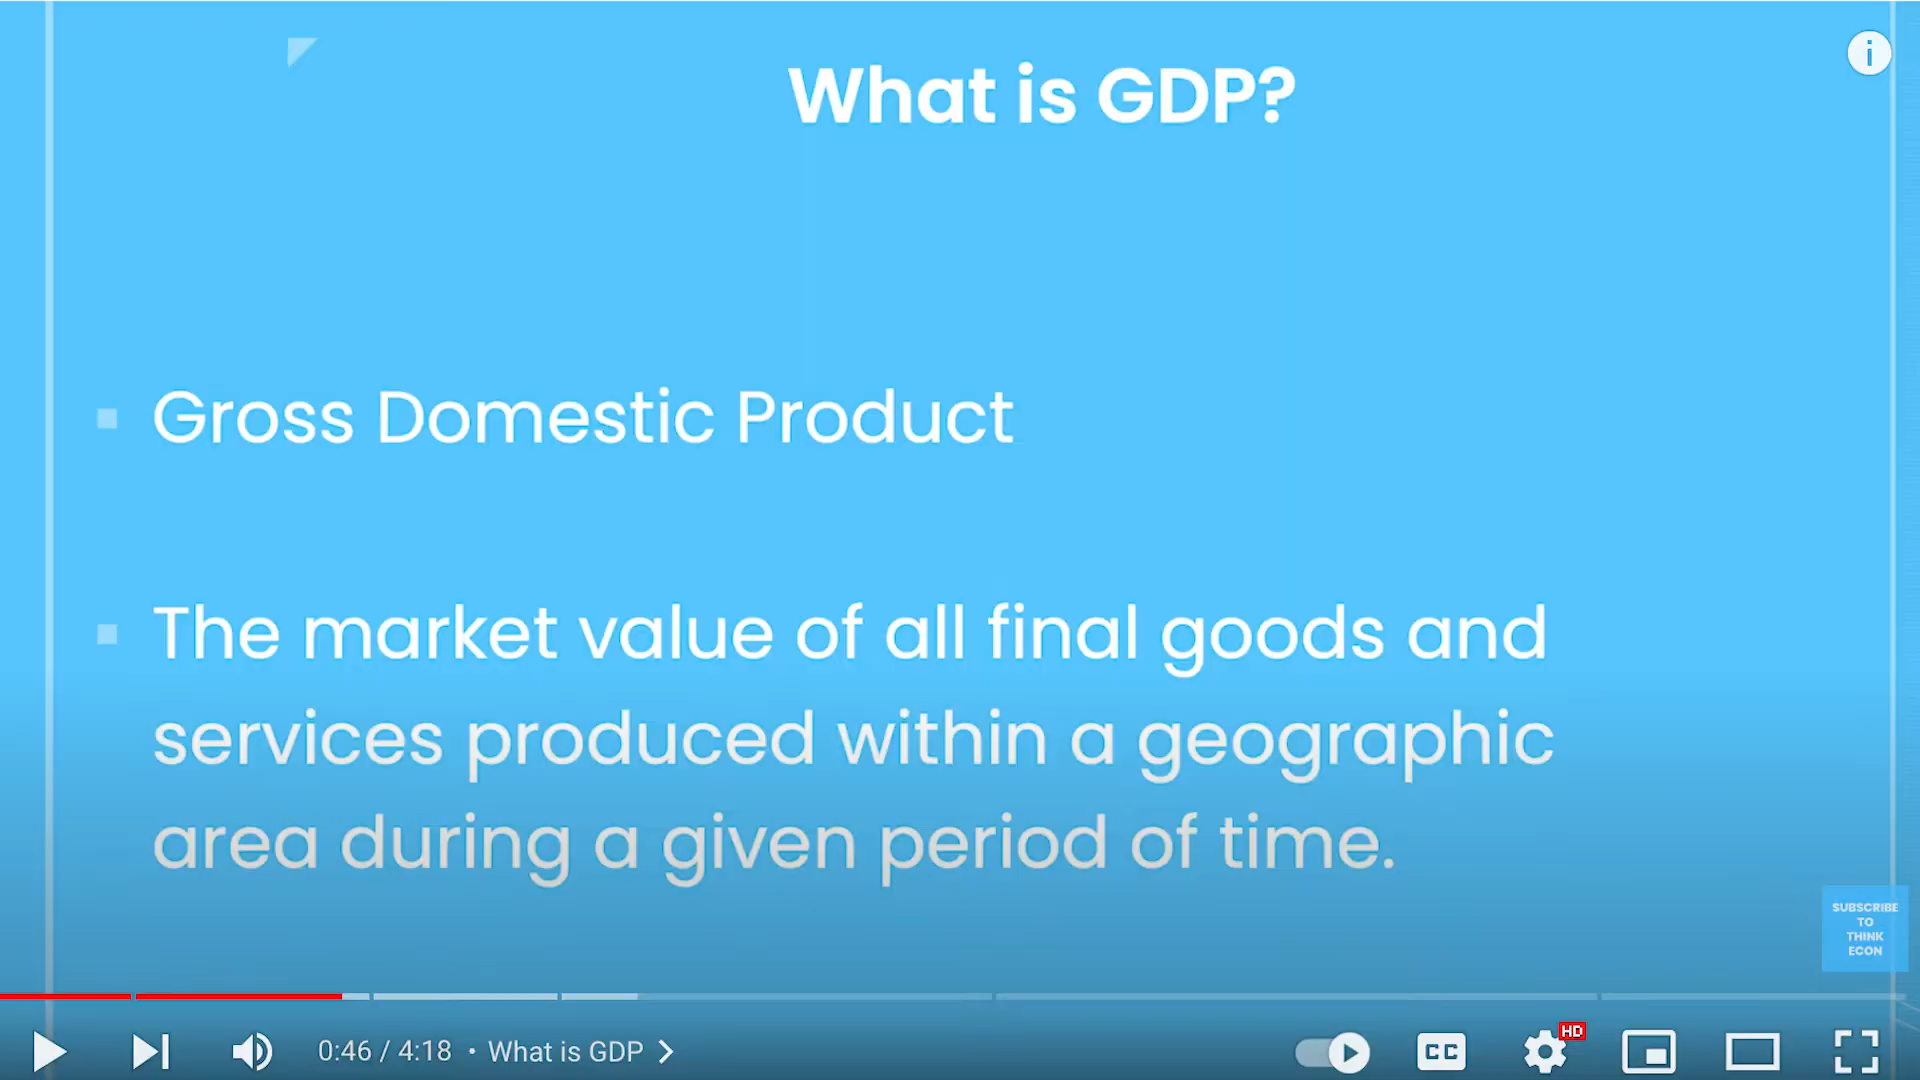 What is GDP?
Gross Domestic Product
The market value of all final goods and
services produced within a geographic
area during a given period of time.
SUBSCRIBE
TO
THINK
ECON
0:46 / 4:18 • What is GDP
CC
HD